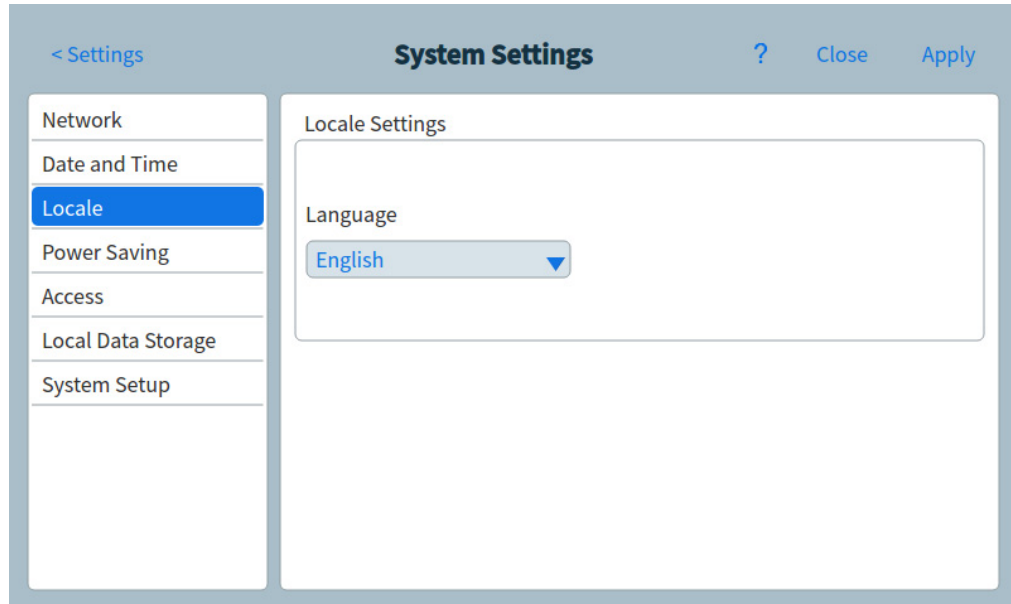 < Settings
System Settings
?
Close
Apply
Network
Date and Time
Locale
Power Saving
Access
Local Data Storage
System Setup
Locale Settings
Language
English